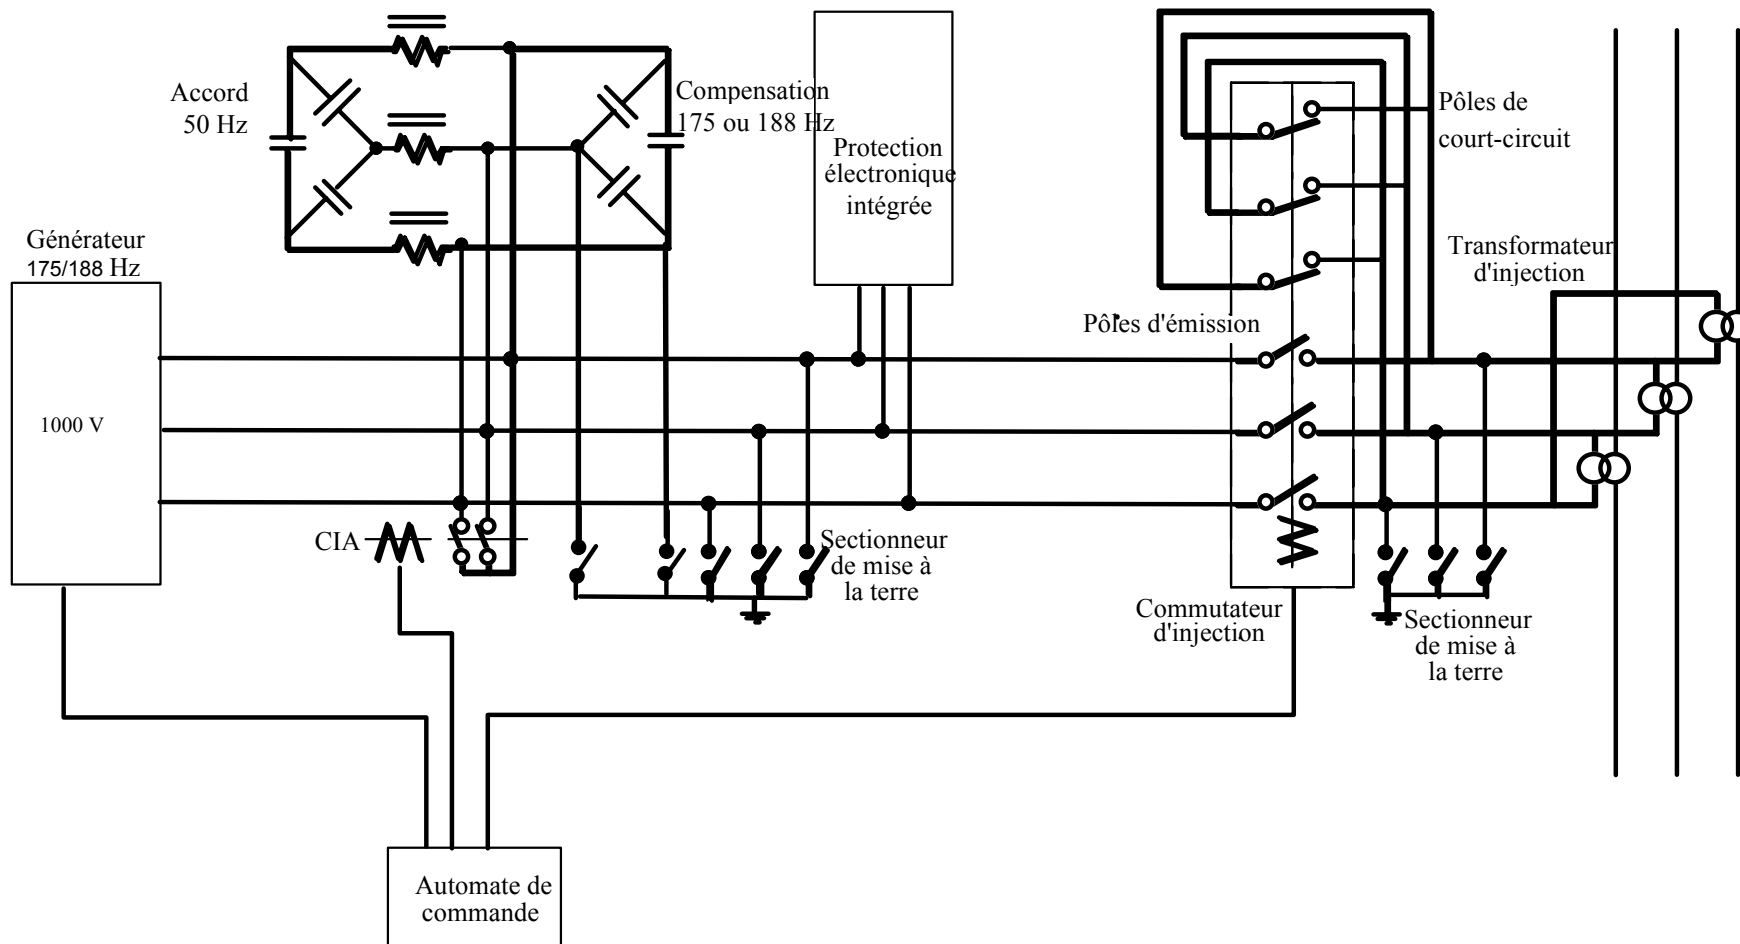 Accord
50 Hz
Compensation
175 ou 188 Hz
Protection
électronique
intégrée
Pôles de
court-circuit
Générateur
175/188 Hz
Transformateur
d'injection
Pôles d'émission
1000 V
CIA
Sectionneur
de mise à
la terre
Commutateur
d'injection
Sectionneur
de mise à
la terre
Automate de
commande